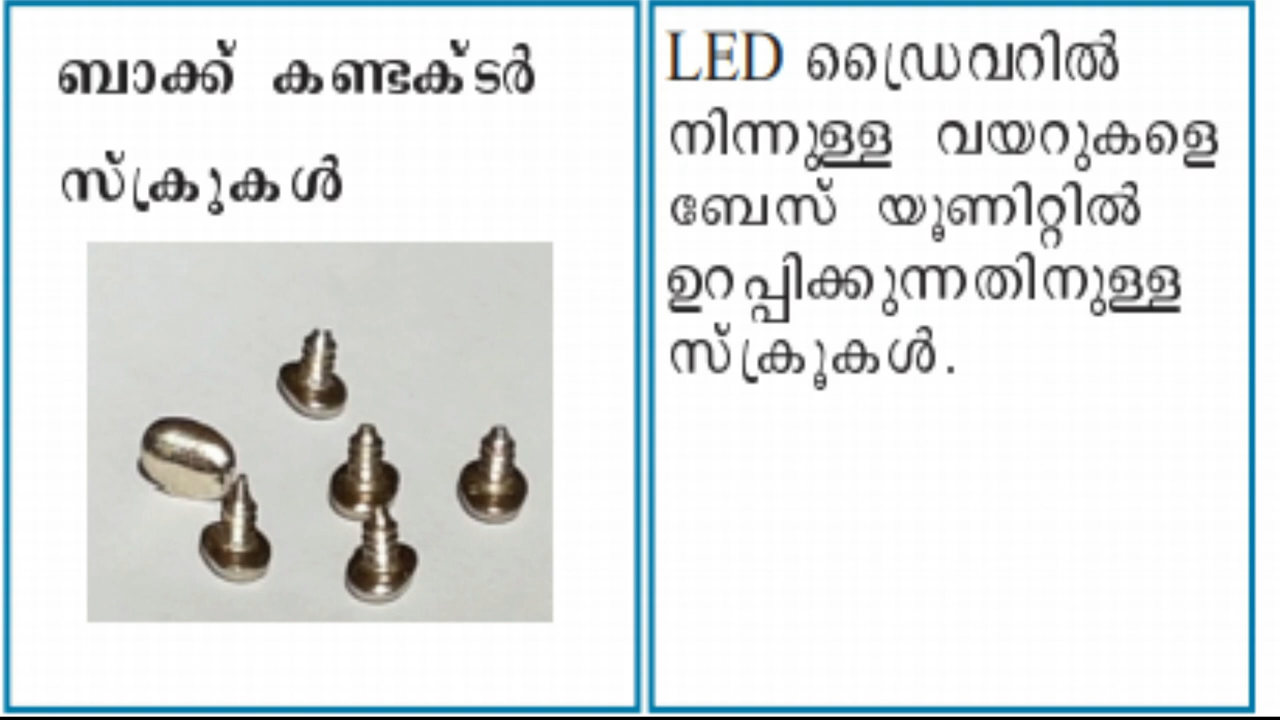 ബാക്ക് കണ്ടക്ടർ
സ്ക്രൂകൾ
LED ഡ്രൈവറിൽ
നിന്നുള്ള വയറുകളെ
ബേസ് യൂണിറ്റിൽ
ഉറപ്പിക്കുന്നതിനുള്ള
സ്ക്രൂകൾ.